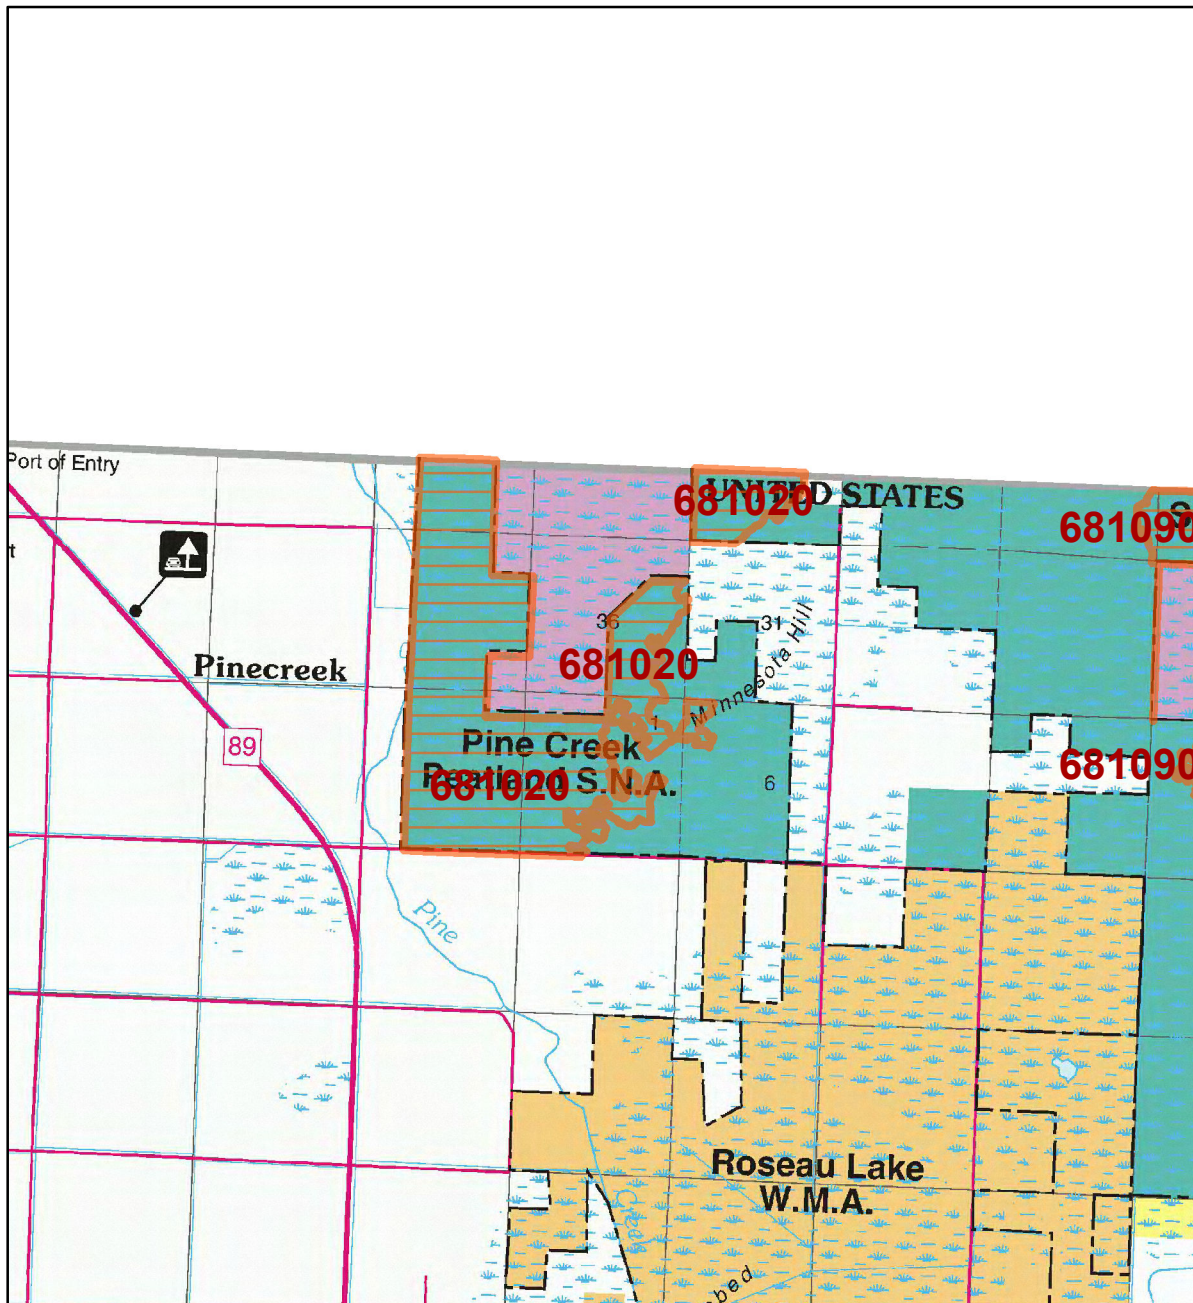 Port of Entry
UNITED STATES
681020
681090
36
31
Minnesota Hill
681020
Pinecreek
89
1
Pine Creek
Peatland S.N.A.
681020
6
681090
Pine
Roseau Lake
W.M.A.
Creek